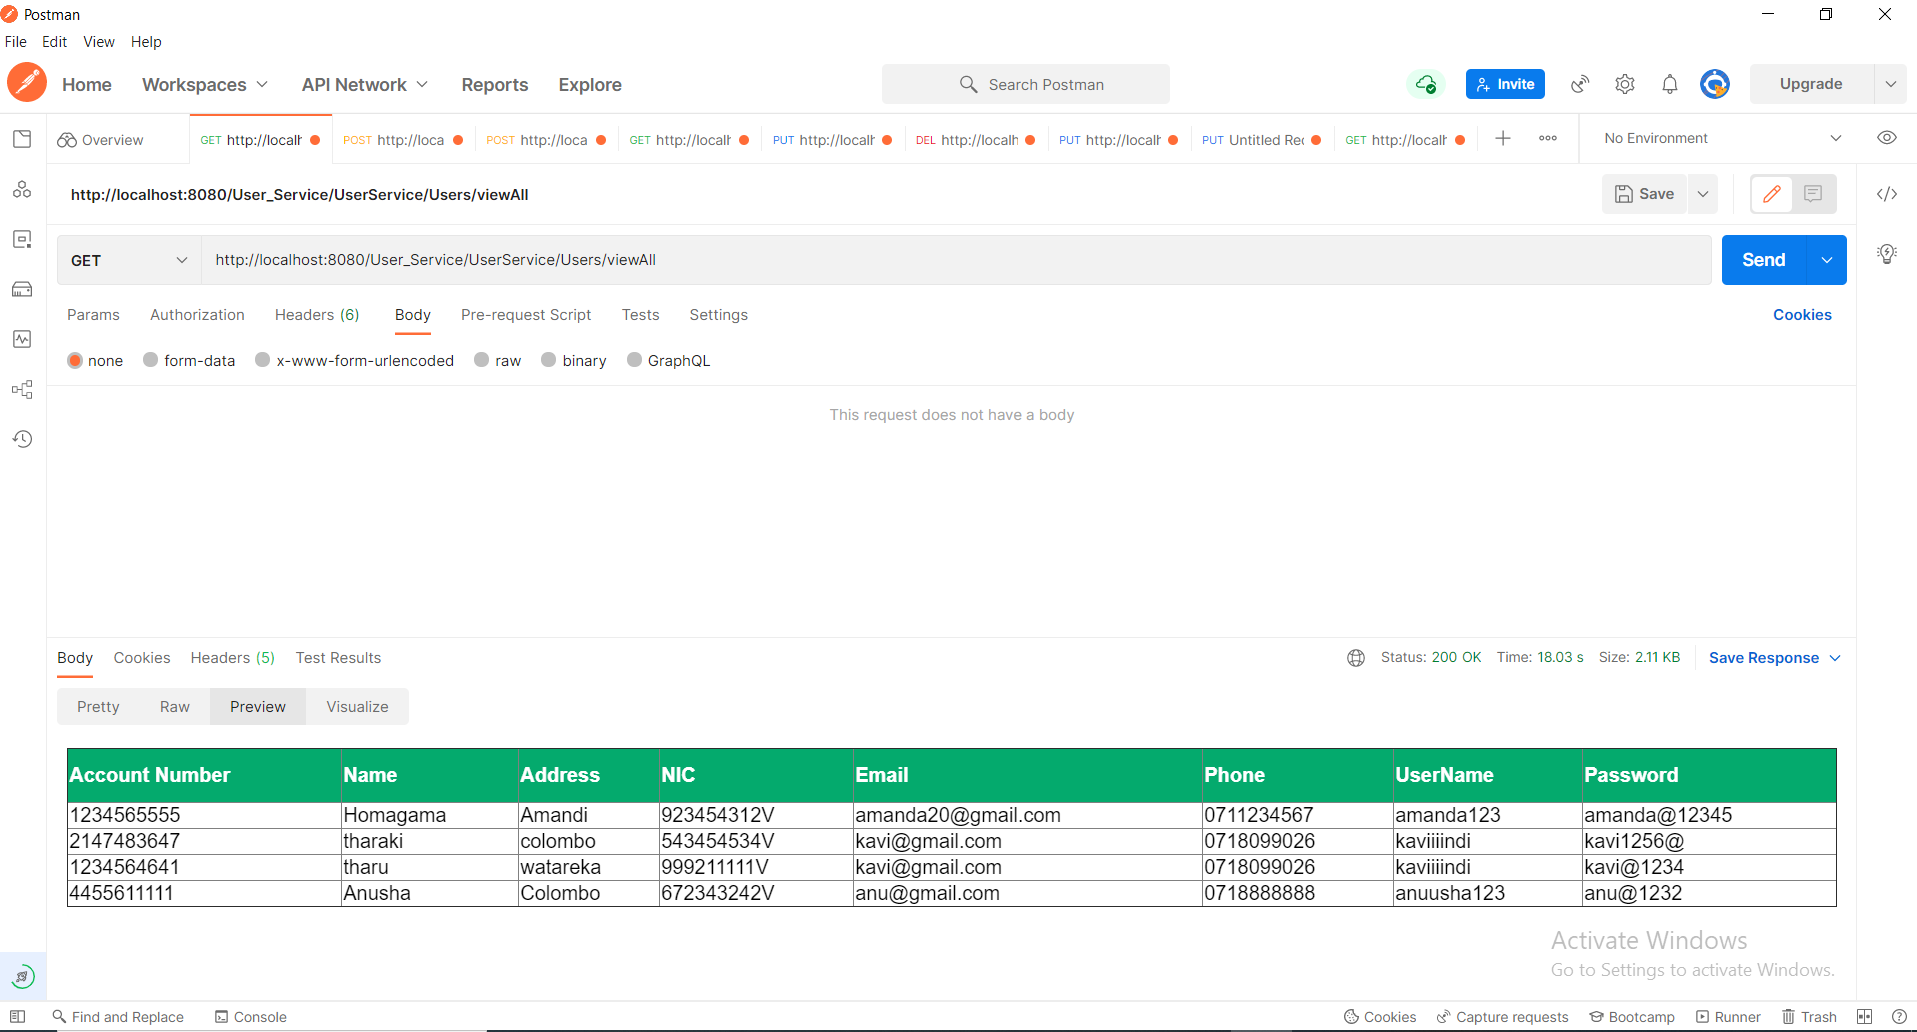 Postman
File Edit View Help
Home Workspaces API Network Reports Explore Search Postman Invite Upgrade
Overview GET http://localh POST http://loca POST http://loca GET http://localh PUT http://localh DEL http://localh PUT http://localh PUT Untitled Rec GET http://localh No Environment
http://localhost:8080/User_Service/UserService/Users/viewAll Save
GET http://localhost:8080/User_Service/UserService/Users/viewAll Send
Params Authorization Headers (6) Body Pre-request Script Tests Settings Cookies
none form-data x-www-form-urlencoded raw binary GraphQL
This request does not have a body
Body Cookies Headers (5) Test Results Status: 200 OK Time: 18.03 s Size: 2.11 KB Save Response
Pretty Raw Preview Visualize
Account Number Name Address NIC Email Phone UserName Password
1234565555 Homagama Amandi 923454312V amanda20@gmail.com 0711234567 amanda123 amanda@12345
2147483647 tharaki colombo 543454534V kavi@gmail.com 0718099026 kaviiiindi kavi1256@
1234564641 tharu watareka 999211111V kavi@gmail.com 0718099026 kaviiiindi kavi@1234
4455611111 Anusha Colombo 672343242V anu@gmail.com 0718888888 anuusha123 anu@1232
Activate Windows
Go to Settings to activate Windows.
Find and Replace Console Cookies Capture requests Bootcamp Runner Trash